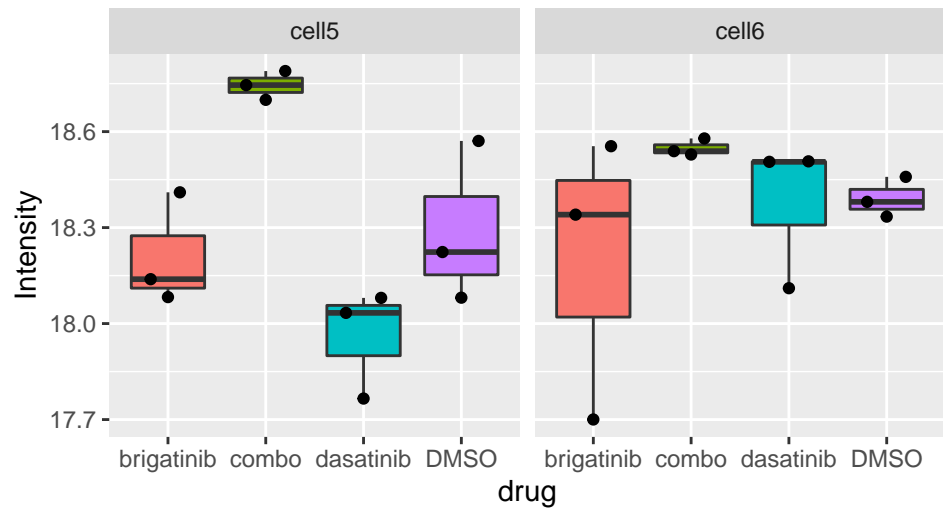 cell5 cell6
Intensity
18.6
18.3
18.0
17.7
brigatinib combo dasatinib DMSO brigatinib combo dasatinib DMSO
drug